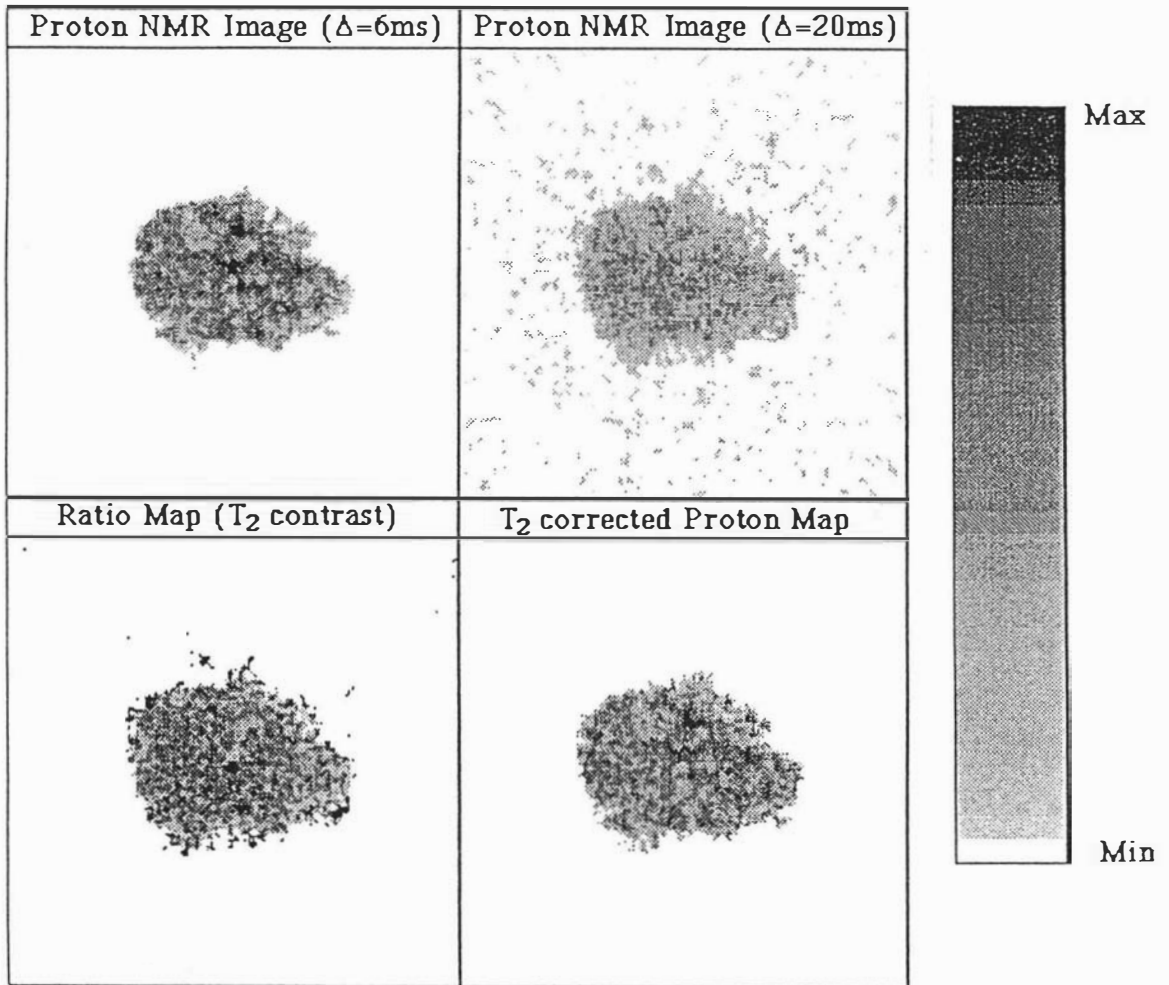 Proton NMR Image (Δ=6ms)
Proton NMR Image (Δ=20ms)
Max
Ratio Map (T₂ contrast)
T₂ corrected Proton Map
Min